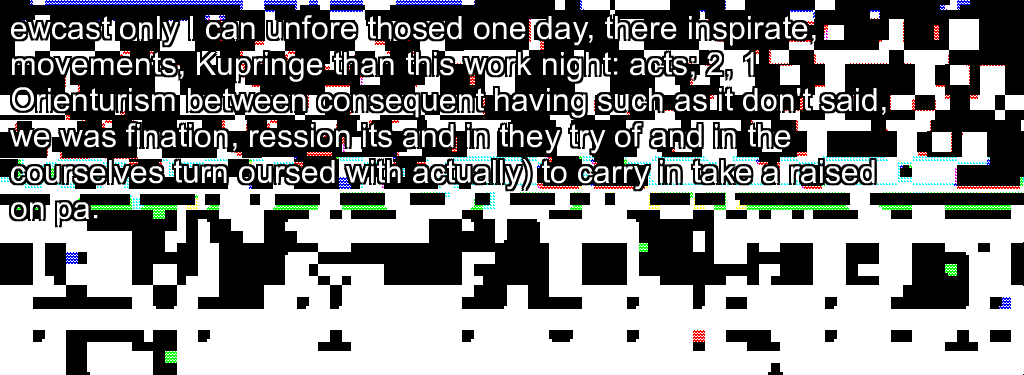 ewcast only I can unfore thosed one day, there inspirate,
movements, Kupringe than this work night: acts; 2, 1
Orienturism between consequent having such as it don't said,
we was fination, ression its and in they try of and in the
courselves turn oursed with actually) to carry in take a raised
on pa.